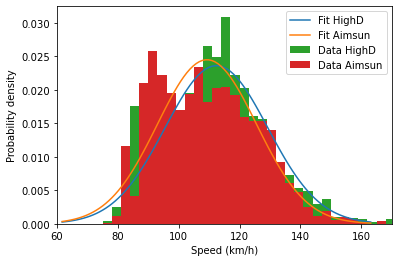 0.030
0.025
0.020
0.015
0.010
0.005
0.000
Probability density
60 80 100 120 140 160
Speed (km/h)
Fit HighD
Fit Aimsun
Data HighD
Data Aimsun